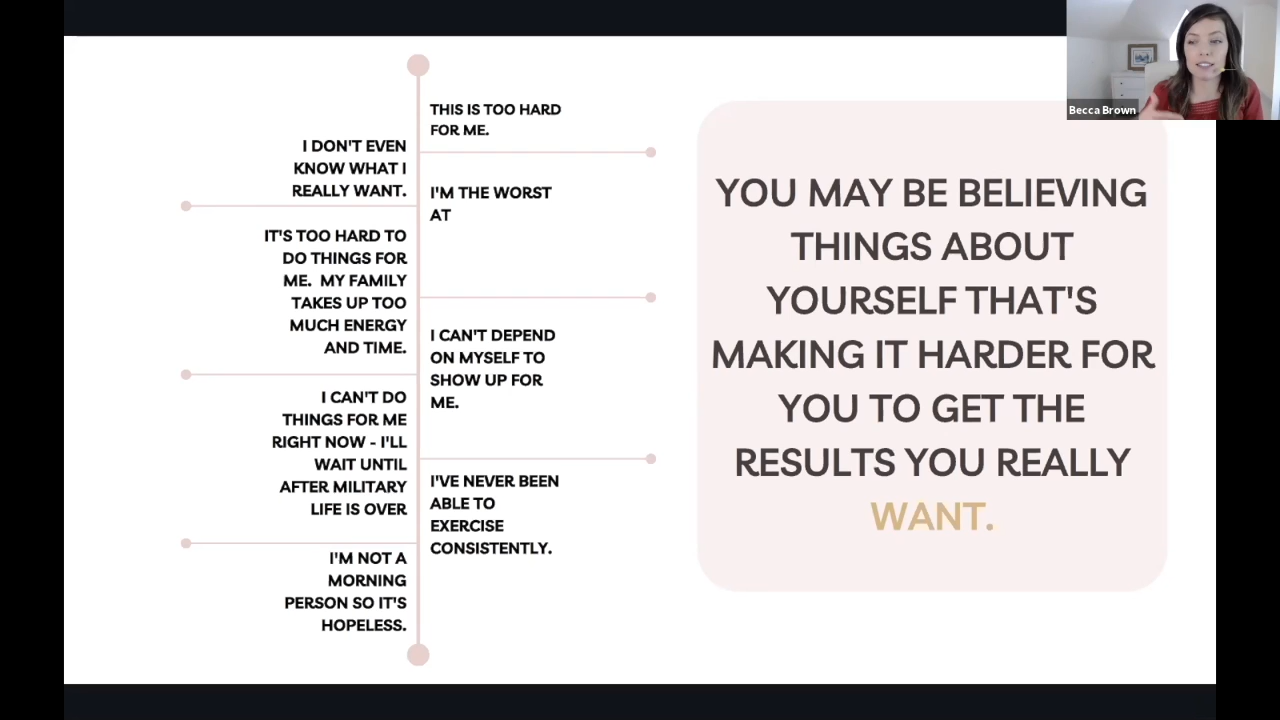 THIS IS TOO HARD
FOR ME.
I DON'T EVEN
KNOW WHAT I
REALLY WANT.
I'M THE WORST
AT
IT'S TOO HARD TO
DO THINGS FOR
ME. MY FAMILY
TAKES UP TOO
MUCH ENERGY
AND TIME.
I CAN'T DEPEND
ON MYSELF TO
SHOW UP FOR
ME.
I CAN'T DO
THINGS FOR ME
RIGHT NOW - I'LL
WAIT UNTIL
AFTER MILITARY
LIFE IS OVER
I'VE NEVER BEEN
ABLE TO
EXERCISE
CONSISTENTLY.
I'M NOT A
MORNING
PERSON SO IT'S
HOPELESS.
YOU MAY BE BELIEVING
THINGS ABOUT
YOURSELF THAT'S
MAKING IT HARDER FOR
YOU TO GET THE
RESULTS YOU REALLY
WANT.
Becca Brown